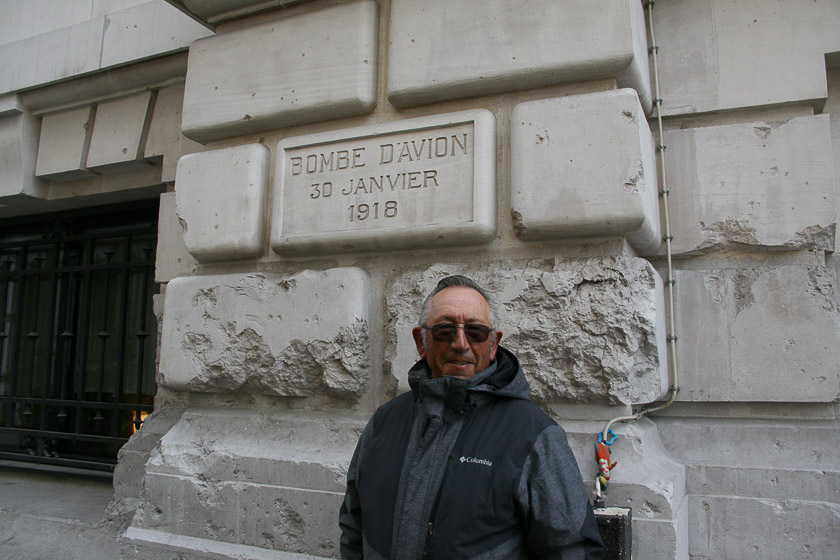 BOMBE D'AVION
30 JANVIER
1918
Columbia